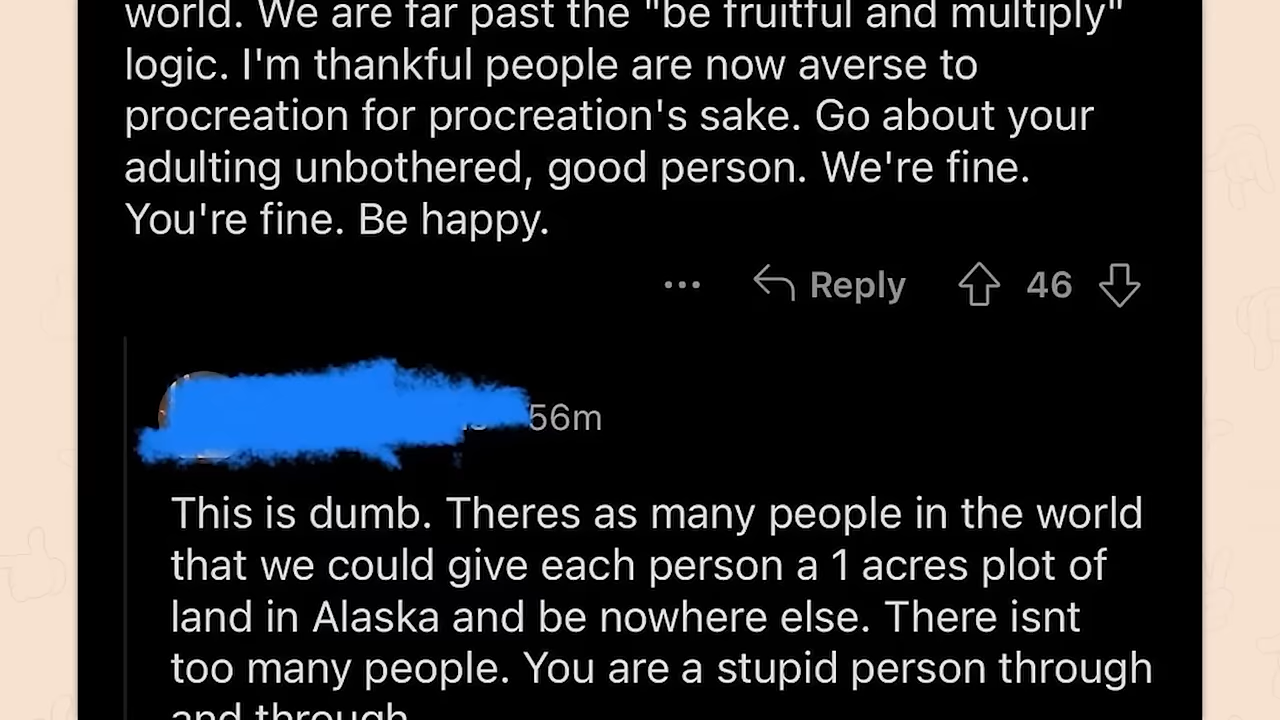 world. We are far past the "be fruitful and multiply"
logic. I'm thankful people are now averse to
procreation for procreation's sake. Go about your
adulting unbothered, good person. We're fine.
You're fine. Be happy.
... Reply 46
56m
This is dumb. Theres as many people in the world
that we could give each person a 1 acres plot of
land in Alaska and be nowhere else. There isnt
too many people. You are a stupid person through
and through